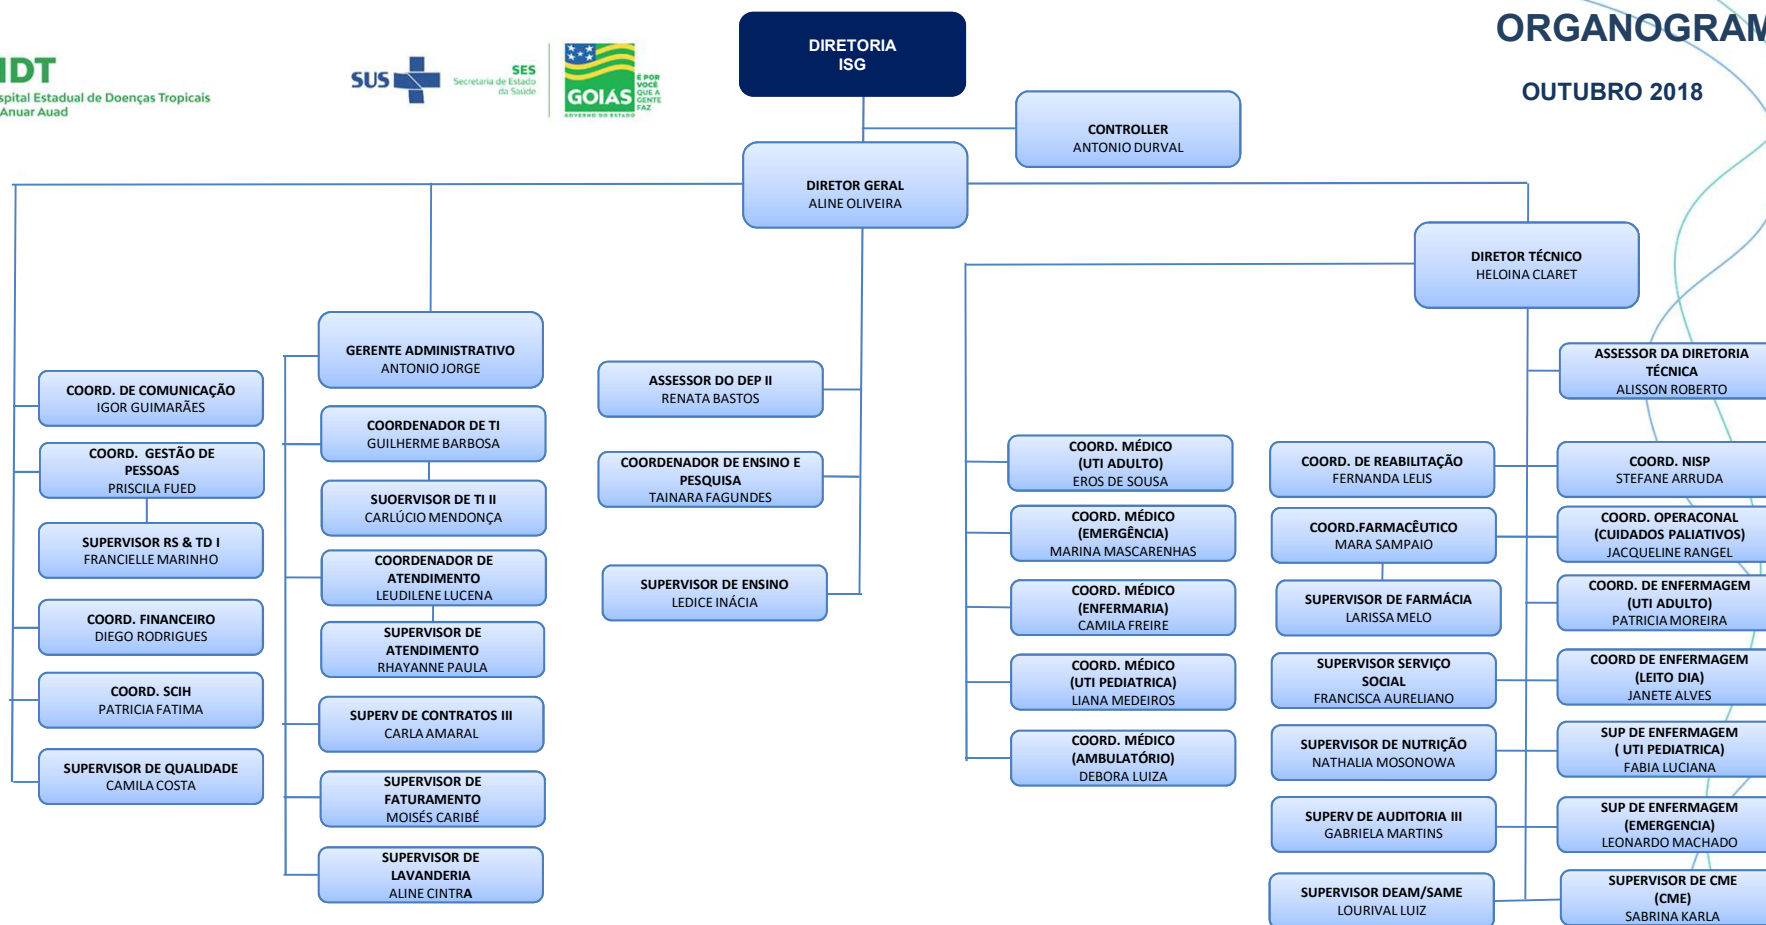 ORGANOGRAM
OUTUBRO 2018
IDT
spital Estadual de Doenças Tropicais
Anuar Auad
SUS
SES
Secretaria de Estado
da Saúde
GOIÁS
GOVERNO DO ESTADO
É POR
VOCÊ
QUE A
GENTE
FAZ
DIRETORIA
ISG
CONTROLLER
ANTONIO DURVAL
DIRETOR GERAL
ALINE OLIVEIRA
DIRETOR TÉCNICO
HELOINA CLARET
COORD. DE COMUNICAÇÃO
IGOR GUIMARÃES
COORD.  GESTÃO DE
PESSOAS
PRISCILA FUED
SUPERVISOR RS & TD I
FRANCIELLE MARINHO
COORD. FINANCEIRO
DIEGO RODRIGUES
COORD. SCIH
PATRICIA FATIMA
SUPERVISOR DE QUALIDADE
CAMILA COSTA
GERENTE ADMINISTRATIVO
ANTONIO JORGE
COORDENADOR DE TI
GUILHERME BARBOSA
SUOERVISOR DE TI II
CARLÚCIO MENDONÇA
COORDENADOR DE
ATENDIMENTO
LEUDILENE LUCENA
SUPERVISOR DE
ATENDIMENTO
RHAYANNE PAULA
SUPERV DE CONTRATOS III
CARLA AMARAL
SUPERVISOR DE
FATURAMENTO
MOISÉS CARIBÉ
SUPERVISOR DE
LAVANDERIA
ALINE CINTRA
ASSESSOR DO DEP II
RENATA BASTOS
COORDENADOR DE ENSINO E
PESQUISA
TAINARA FAGUNDES
SUPERVISOR DE ENSINO
LEDICE INÁCIA
COORD. MÉDICO
(UTI ADULTO)
EROS DE SOUSA
COORD. MÉDICO
(EMERGÊNCIA)
MARINA MASCARENHAS
COORD. MÉDICO
(ENFERMARIA)
CAMILA FREIRE
COORD. MÉDICO
(UTI PEDIATRICA)
LIANA MEDEIROS
COORD. MÉDICO
(AMBULATÓRIO)
DEBORA LUIZA
COORD. DE REABILITAÇÃO
FERNANDA LELIS
COORD.FARMACÊUTICO
MARA SAMPAIO
SUPERVISOR DE FARMÁCIA
LARISSA MELO
SUPERVISOR SERVIÇO
SOCIAL
FRANCISCA AURELIANO
SUPERVISOR DE NUTRIÇÃO
NATHALIA MOSONOWA
SUPERV DE AUDITORIA III
GABRIELA MARTINS
SUPERVISOR DEAM/SAME
LOURIVAL LUIZ
ASSESSOR DA DIRETORIA
TÉCNICA
ALISSON ROBERTO
COORD. NISP
STEFANE ARRUDA
COORD. OPERACONAL
(CUIDADOS PALIATIVOS)
JACQUELINE RANGEL
COORD. DE ENFERMAGEM
(UTI ADULTO)
PATRICIA MOREIRA
COORD DE ENFERMAGEM
(LEITO DIA)
JANETE ALVES
SUP DE ENFERMAGEM
( UTI PEDIATRICA)
FABIA LUCIANA
SUP DE ENFERMAGEM
(EMERGENCIA)
LEONARDO MACHADO
SUPERVISOR DE CME
(CME)
SABRINA KARLA